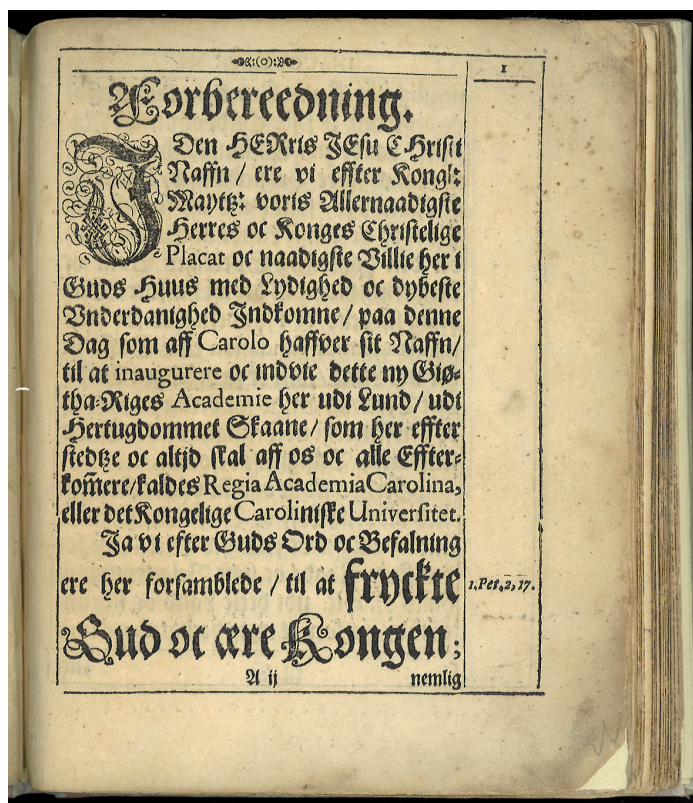 1
Forbereedning.
JDen HERris JEsu CHristi
Naffn / ere vi effter Kongl:
Maytt: voris Allernaadigste
Herres oc Konges Christelige
Placat oc naadigste Villie her i
Guds Huus med Lydighed oc dybeste
Vnderdanighed Indkomne / paa denne
Dag som aff Carolo haffver sit Naffn /
til at inaugurere oc indvie dette ny Giø-
tha-Riges Academie her udi Lund / udi
Hertugdommet Skaane / som her effter
stedtze oc altjd skal aff os oc alle Effter-
kom̄ere / kaldes Regia Academia Carolina,
eller det Kongelige Caroliniske Universitet.
Ja vi efter Guds Ord oc Befalning
ere her forsamblede / til at fryckte
1. Pet. 2, 17.
Gud oc ære Kongen;
A ij nemlig